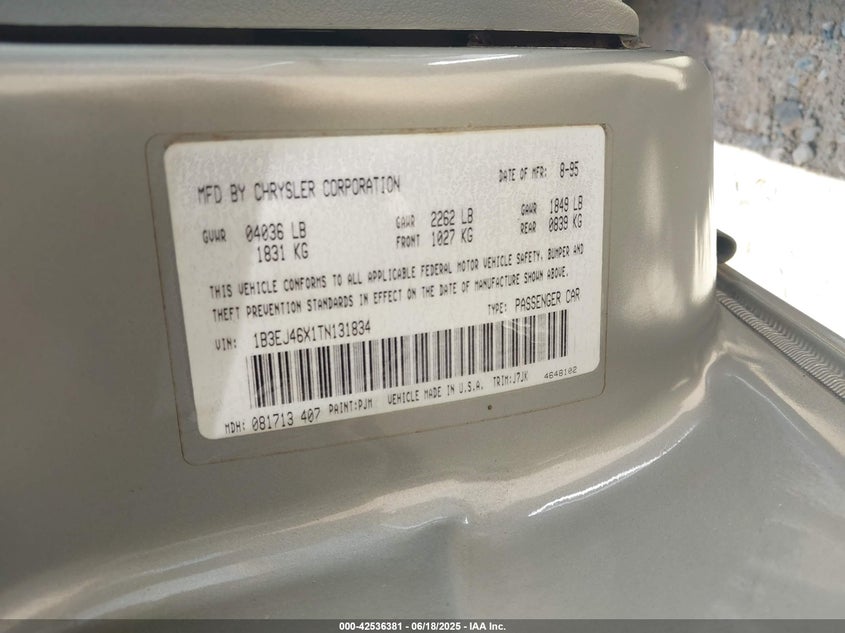 MFD BY CHRYSLER CORPORATION DATE OF MFR: 8-95
GVWR 04036 LB GAWR 2262 LB GAWR 1849 LB
1831 KG FRONT 1027 KG REAR 0839 KG
THIS VEHICLE CONFORMS TO ALL APPLICABLE FEDERAL MOTOR VEHICLE SAFETY, BUMPER AND
THEFT PREVENTION STANDARDS IN EFFECT ON THE DATE OF MANUFACTURE SHOWN ABOVE.
VIN: 1B3EJ46X1TN131834 TYPE: PASSENGER CAR
MDH: 081713 407 PAINT:PJM VEHICLE MADE IN U.S.A. TRIM:J7JK 4648102
000-42536381 | 06/18/2025 - IAA Inc.